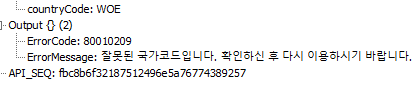 countryCode: WOE
Output {} (2)
ErrorCode: 80010209
ErrorMessage: 잘못된 국가코드입니다. 확인하신 후 다시 이용하시기 바랍니다.
API_SEQ: fbc8b6f32187512496e5a76774389257